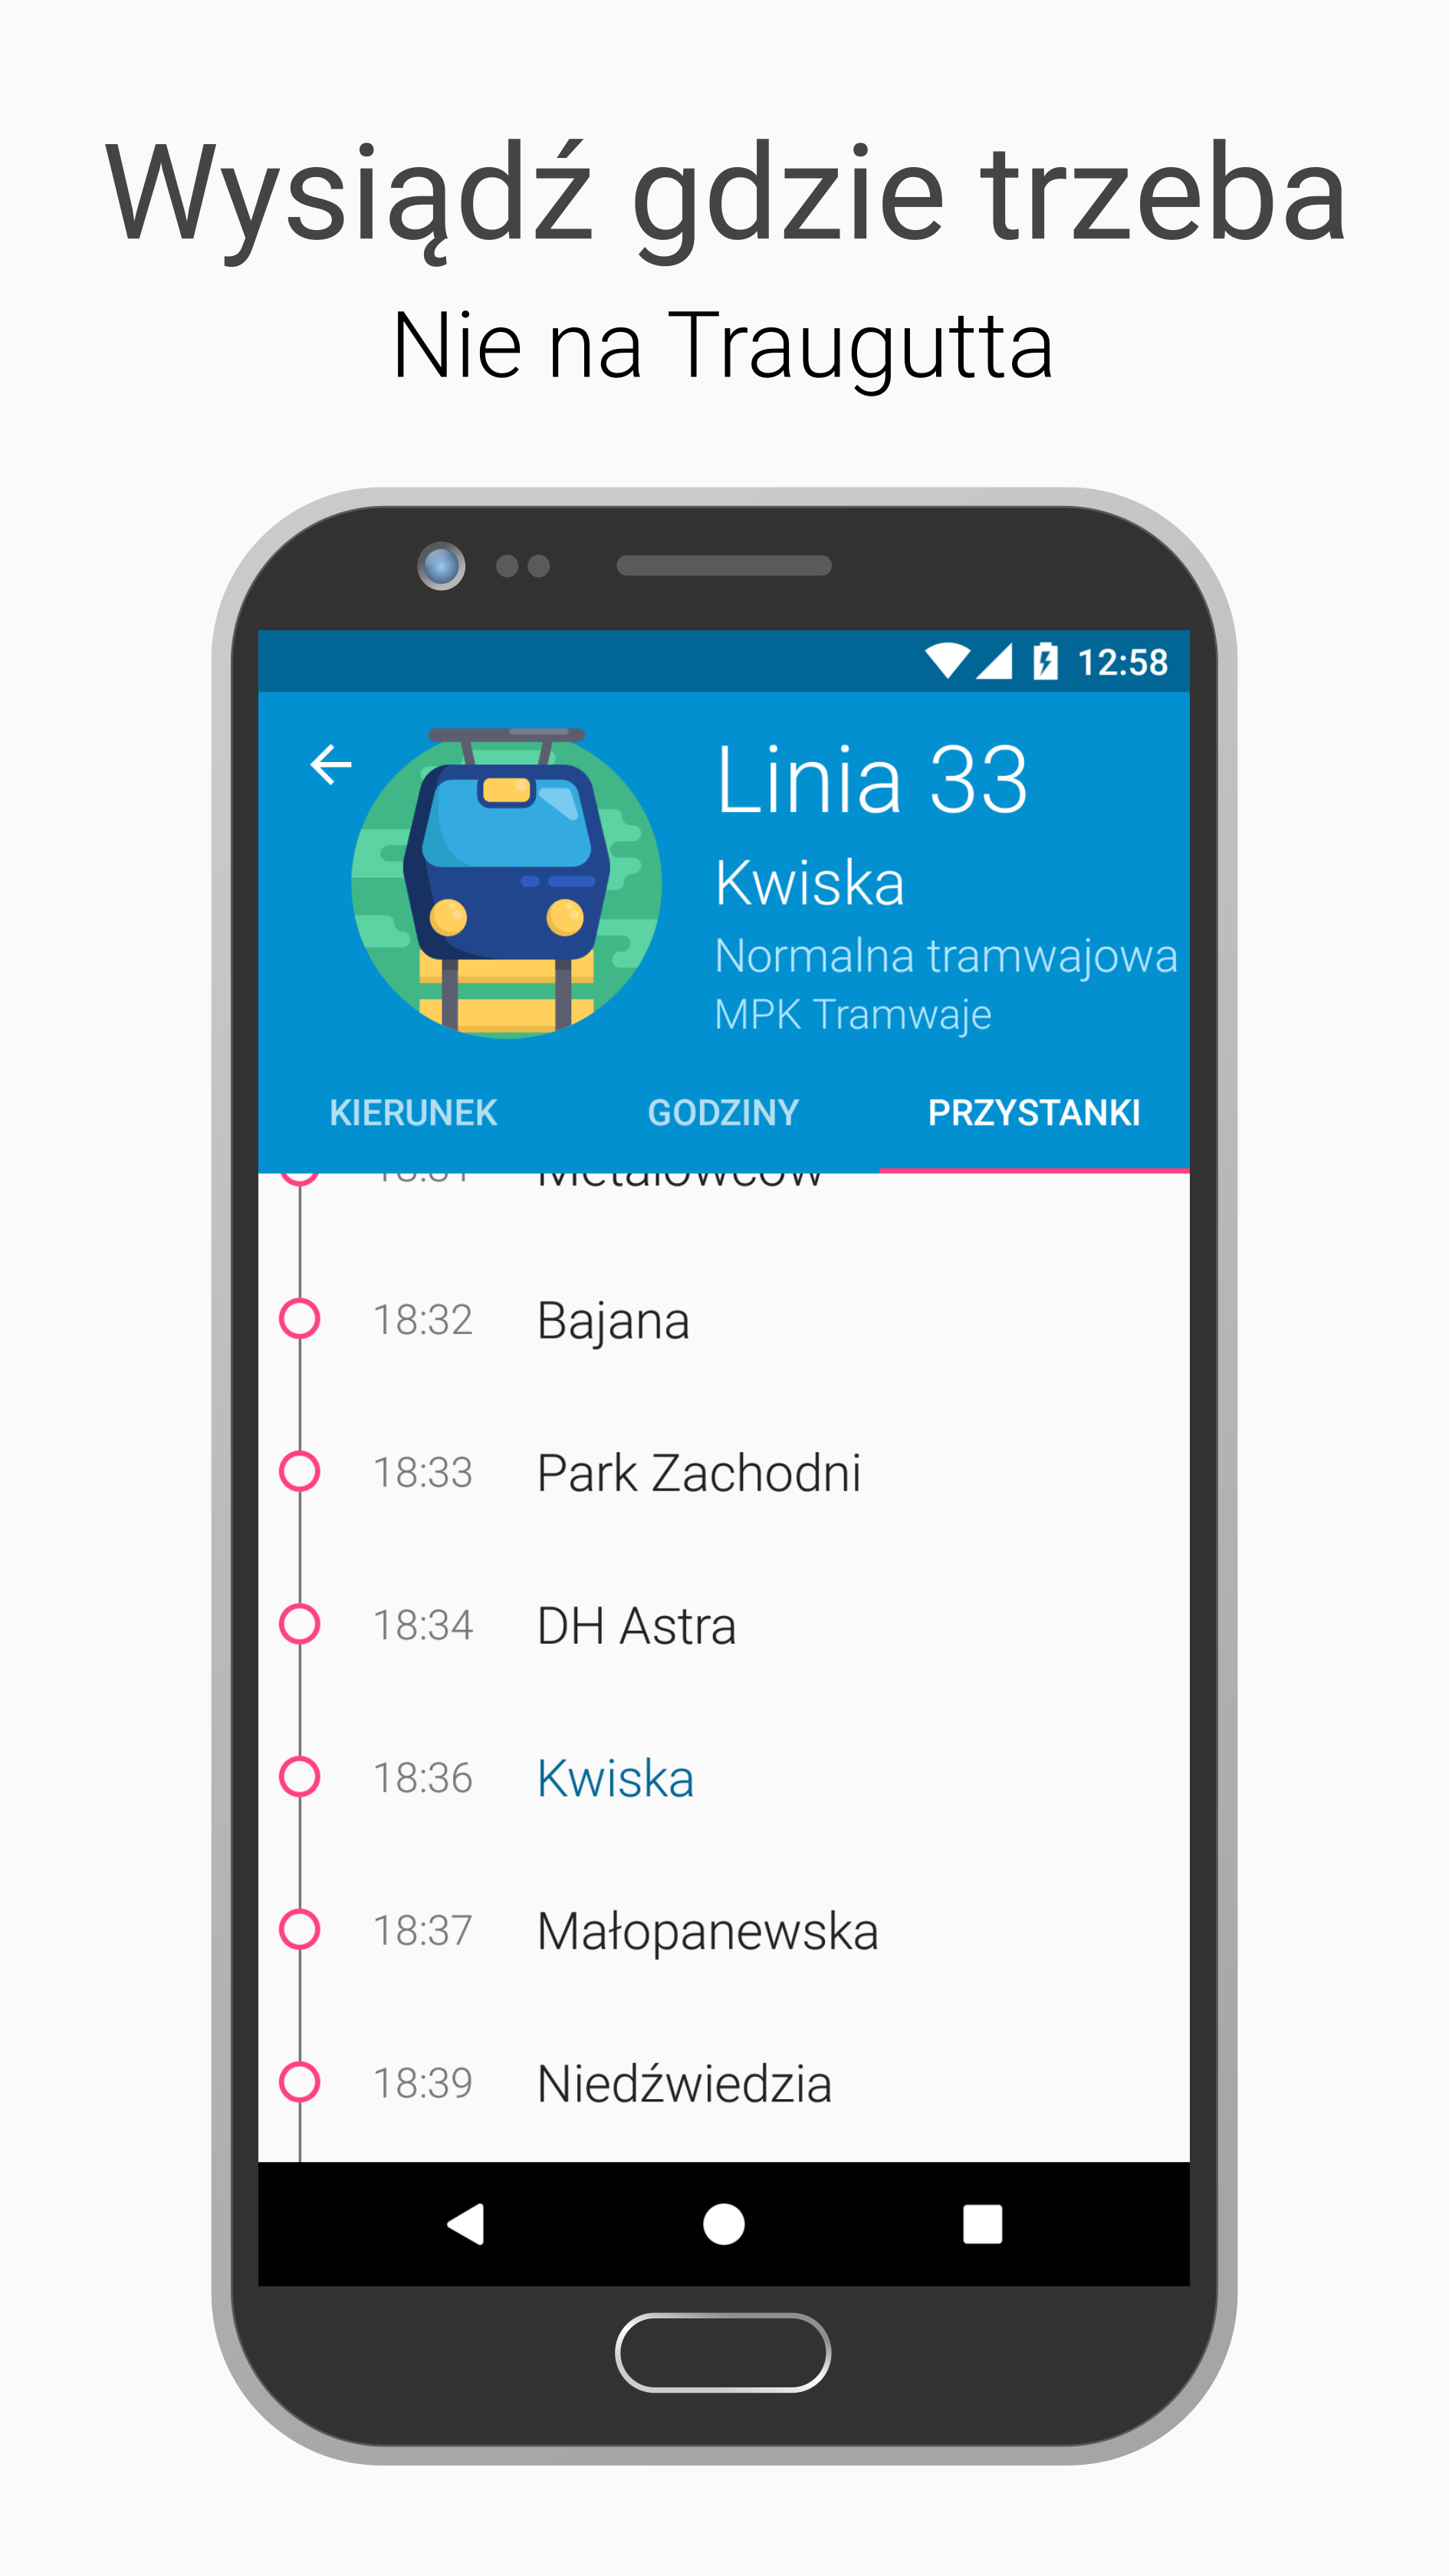 Wysiądź gdzie trzeba
Nie na Traugutta
12:58
Linia 33
Kwiska
Normalna tramwajowa
MPK Tramwaje
KIERUNEK GODZINY PRZYSTANKI
18:32 Bajana
18:33 Park Zachodni
18:34 DH Astra
18:36 Kwiska
18:37 Małopanewska
18:39 Niedźwiedzia